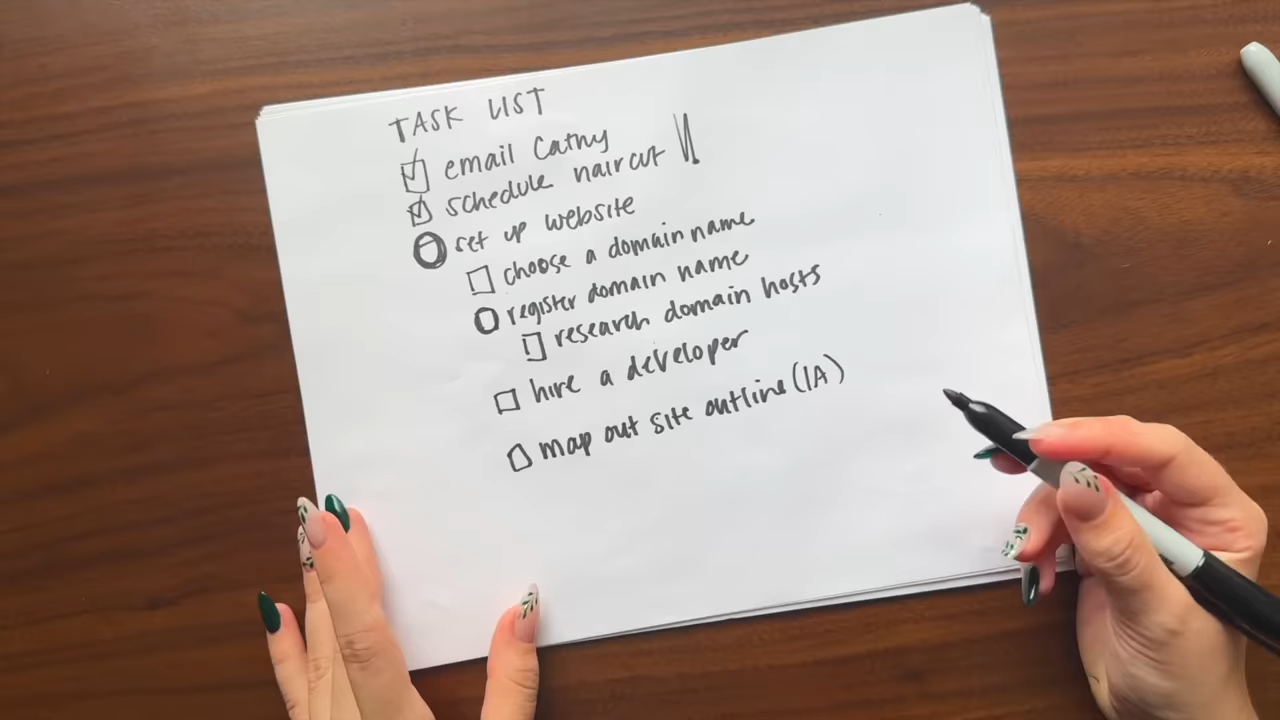 TASK LIST
email Cathy
schedule haircut
set up website
choose a domain name
register domain name
research domain hosts
hire a developer
map out site outline (IA)